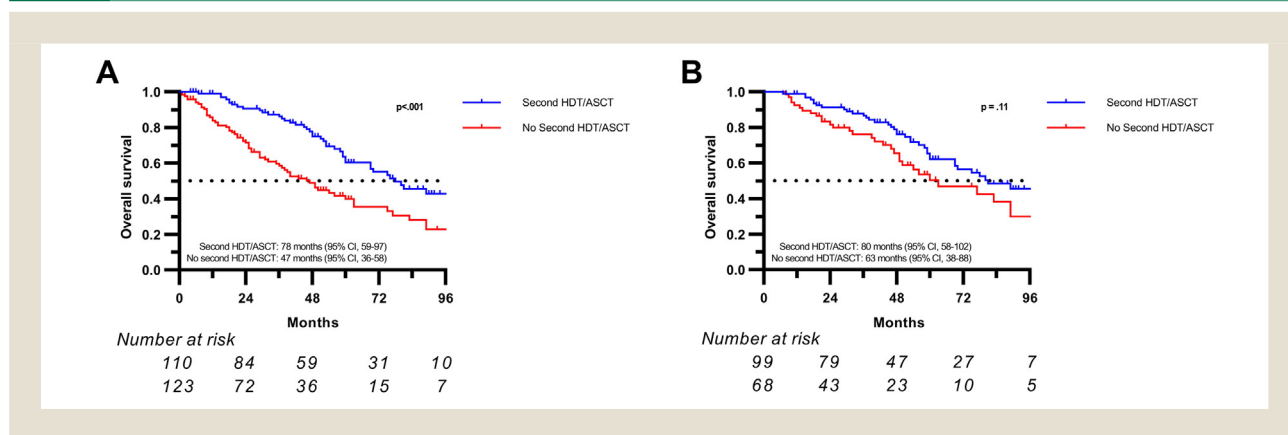 A
1.0
0.8
0.6
0.4
0.2
0.0
Overall survival
p<.001
Second HDT/ASCT
No Second HDT/ASCT
Second HDT/ASCT: 78 months (95% CI, 59-97)
No second HDT/ASCT: 47 months (95% CI, 36-58)
0 24 48 72 96
Months
Number at risk
110 84 59 31 10
123 72 36 15 7
B
1.0
0.8
0.6
0.4
0.2
0.0
Overall survival
p = .11
Second HDT/ASCT
No Second HDT/ASCT
Second HDT/ASCT: 80 months (95% CI, 58-102)
No second HDT/ASCT: 63 months (95% CI, 38-88)
0 24 48 72 96
Months
Number at risk
99 79 47 27 7
68 43 23 10 5